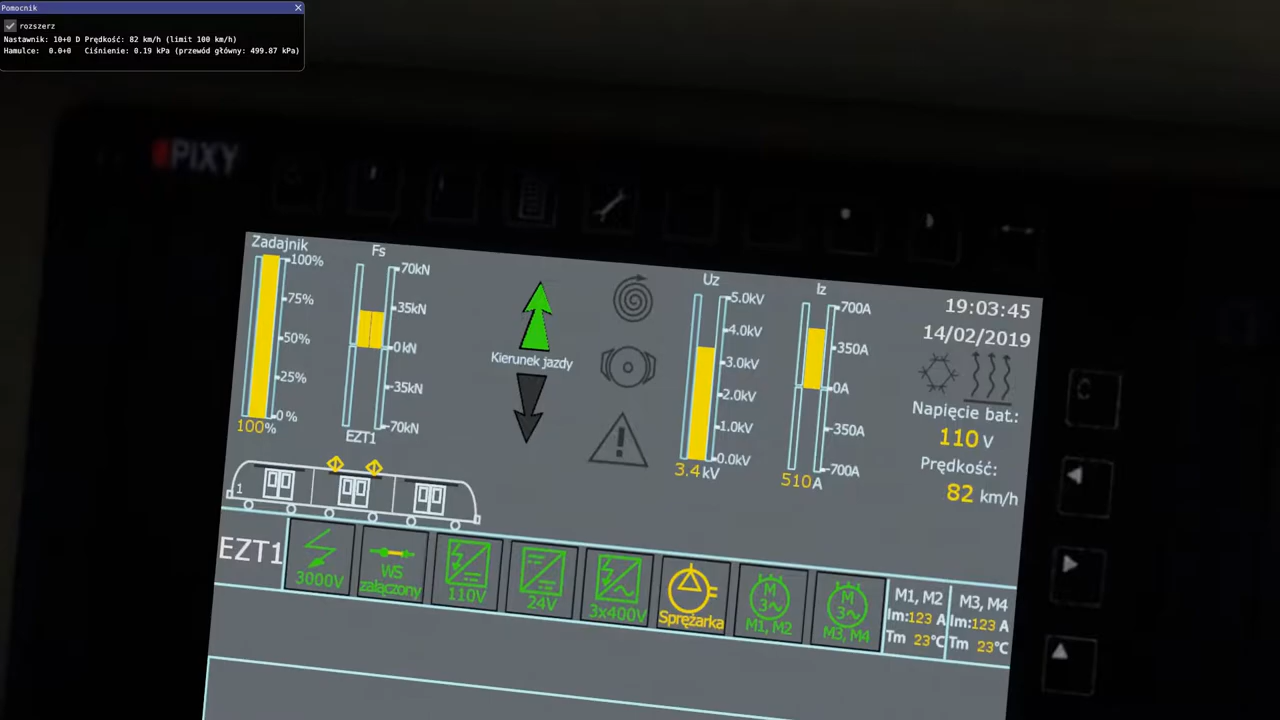 Pomocnik
rozszerz
Nastawnik: 10+0 D Prędkość: 82 km/h (limit 100 km/h)
Hamulce: 0.0+0 Ciśnienie: 0.19 kPa (przewód główny: 499.87 kPa)
PIXY
Zadajnik
100%
75%
50%
25%
0%
100%
Fs
70kN
35kN
0kN
-35kN
-70kN
EZT1
Kierunek jazdy
Uz
5.0kV
4.0kV
3.0kV
2.0kV
1.0kV
0.0kV
3.4kV
Iz
700A
350A
0A
-350A
-700A
510A
19:03:45
14/02/2019
Napięcie bat.:
110 V
Prędkość:
82 km/h
C
1
EZT1
3000V
WS
załączony
110V
24V
3x400V
Sprężarka
M
3~
M1, M2
M
3~
M3, M4
M1, M2
Im:123 A
Tm 23°C
M3, M4
Im:123 A
Tm 23°C